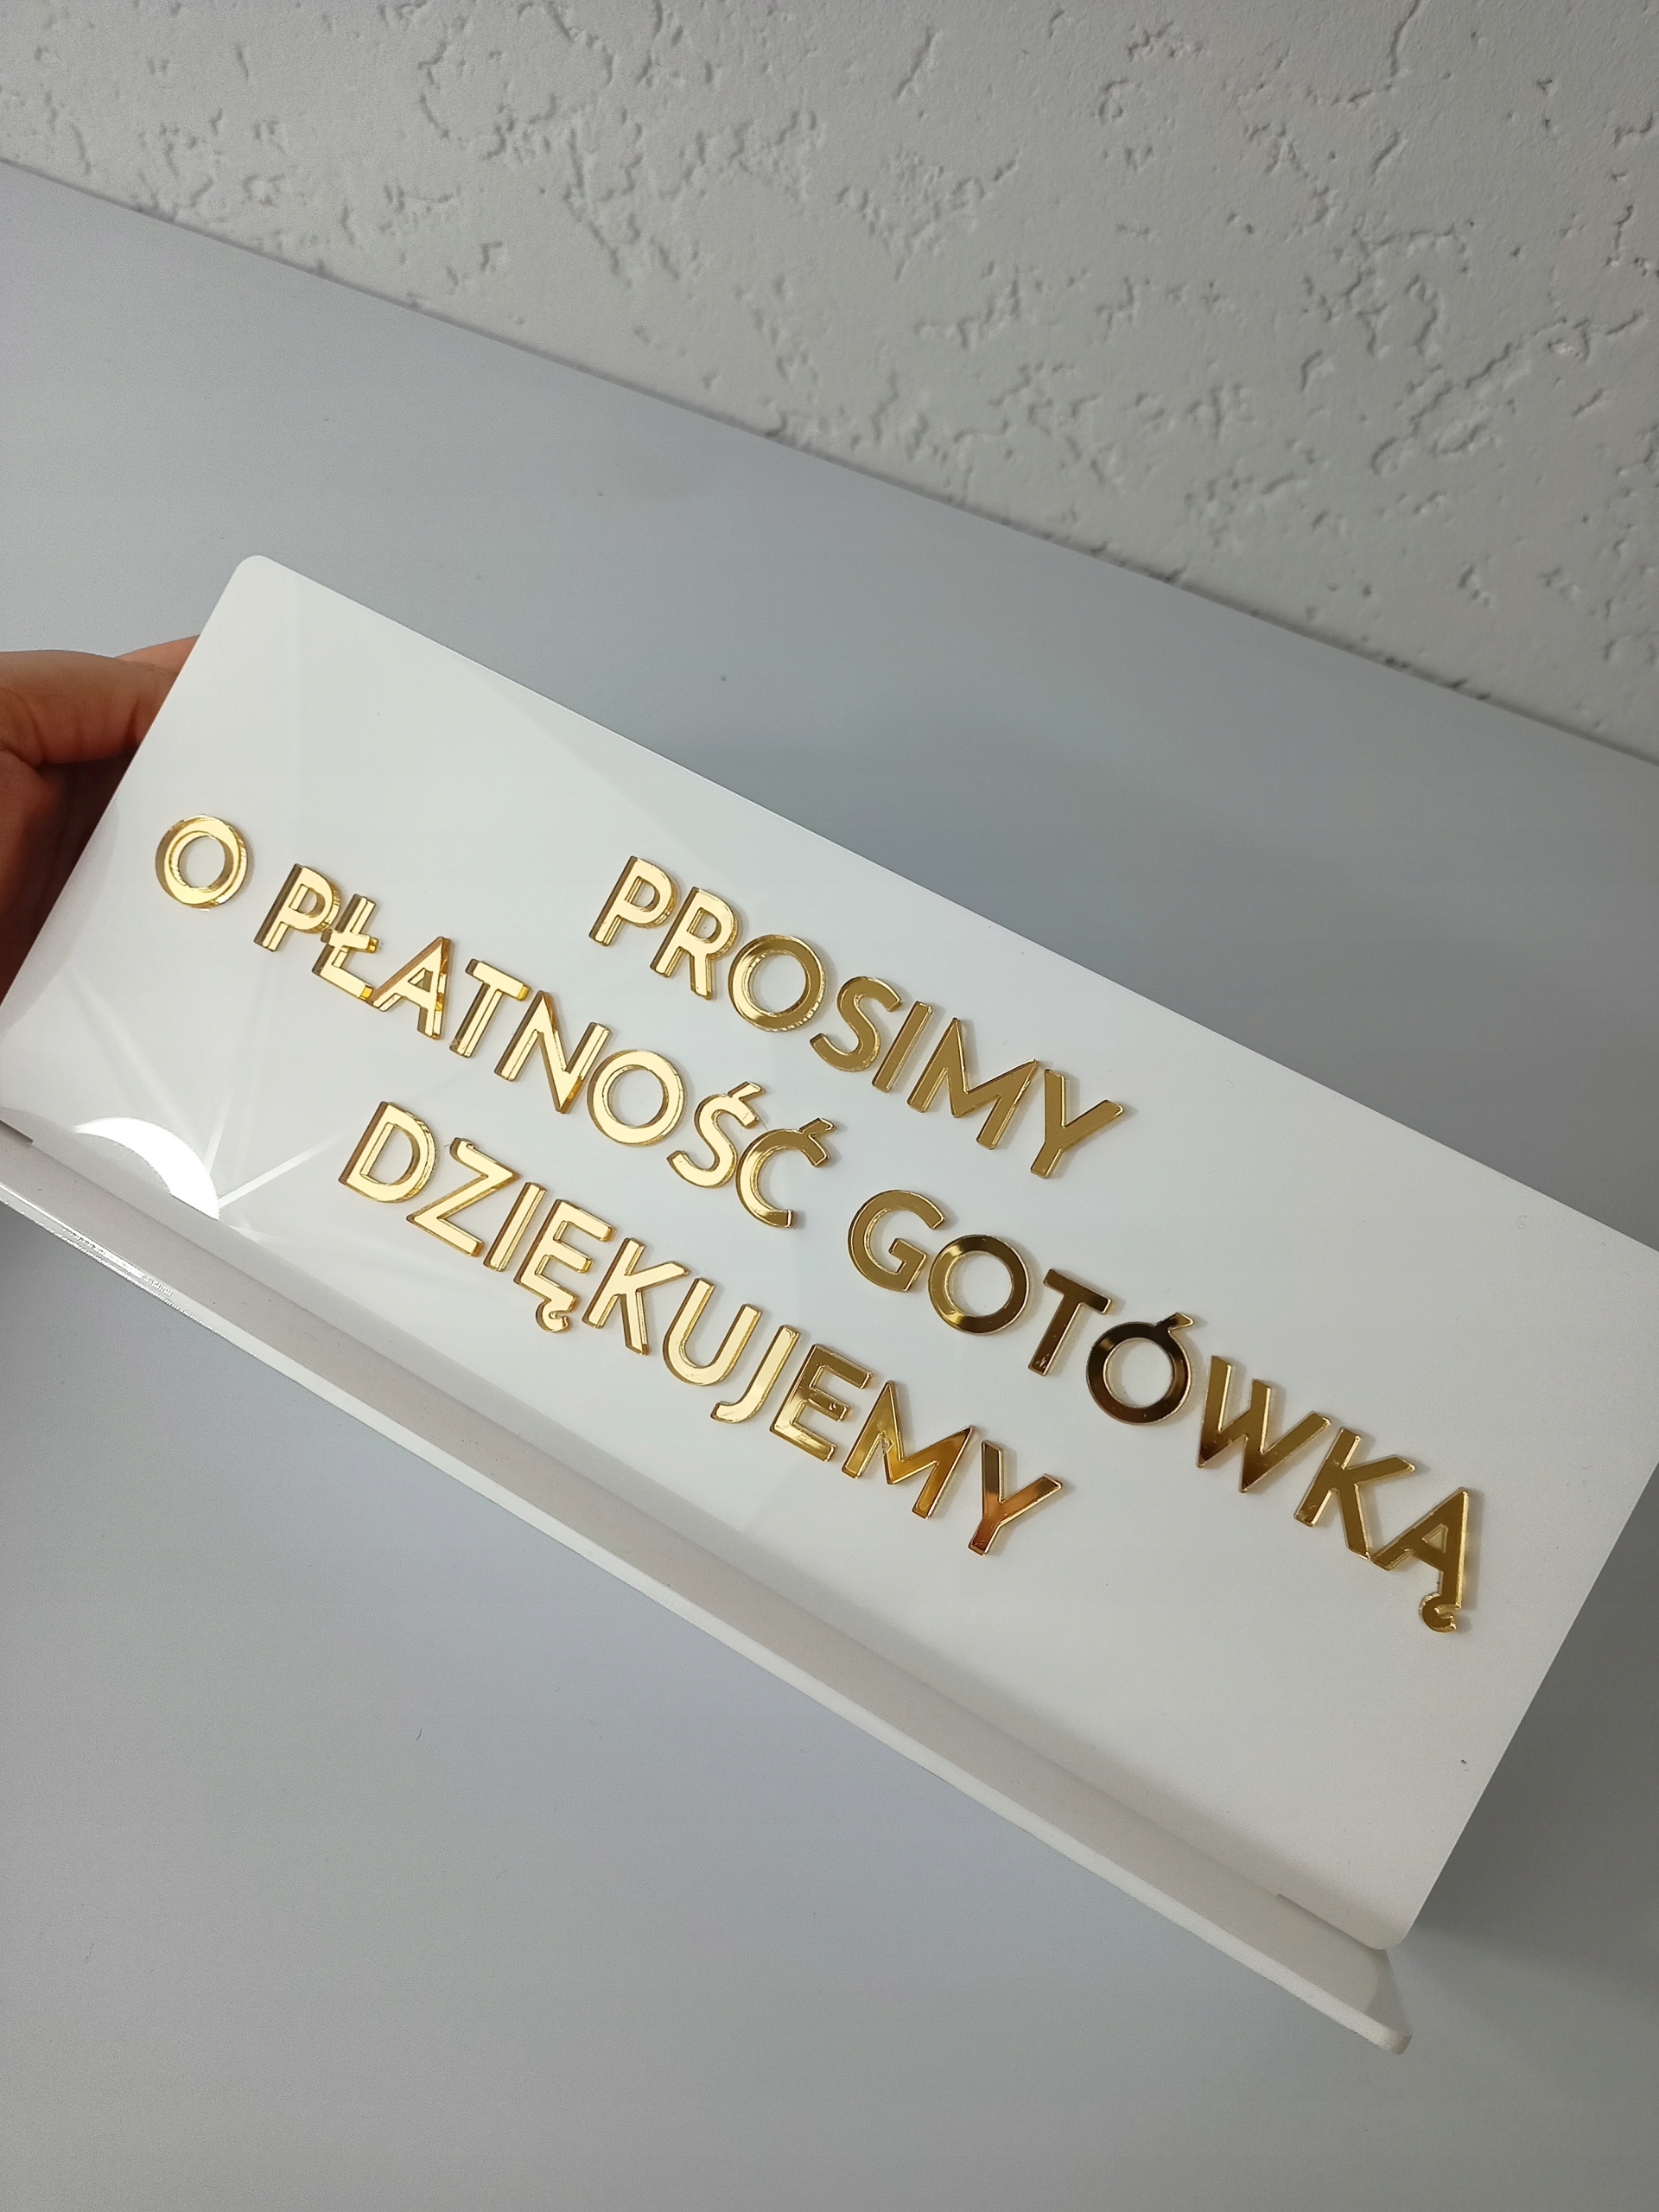 PROSIMY
O PŁATNOŚĆ GOTÓWKĄ
DZIĘKUJEMY